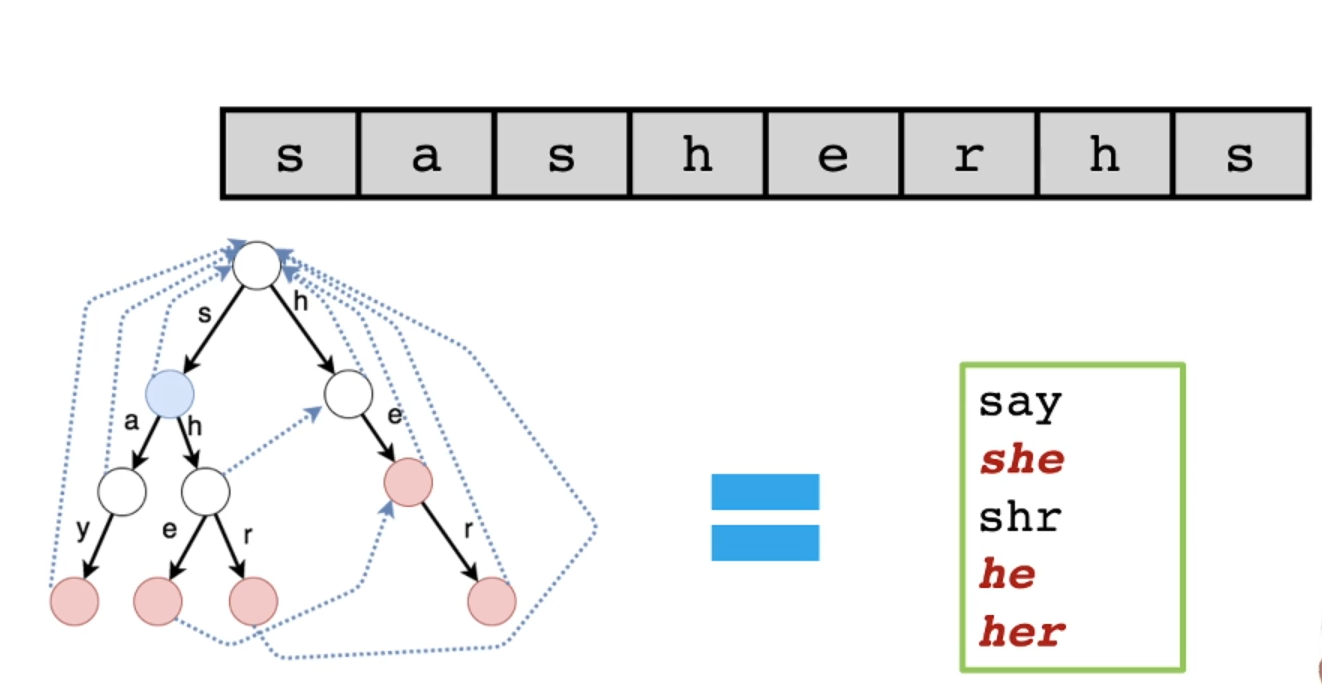 s a s h e r h s
s h
a h e
y e r r
say
she
shr
he
her